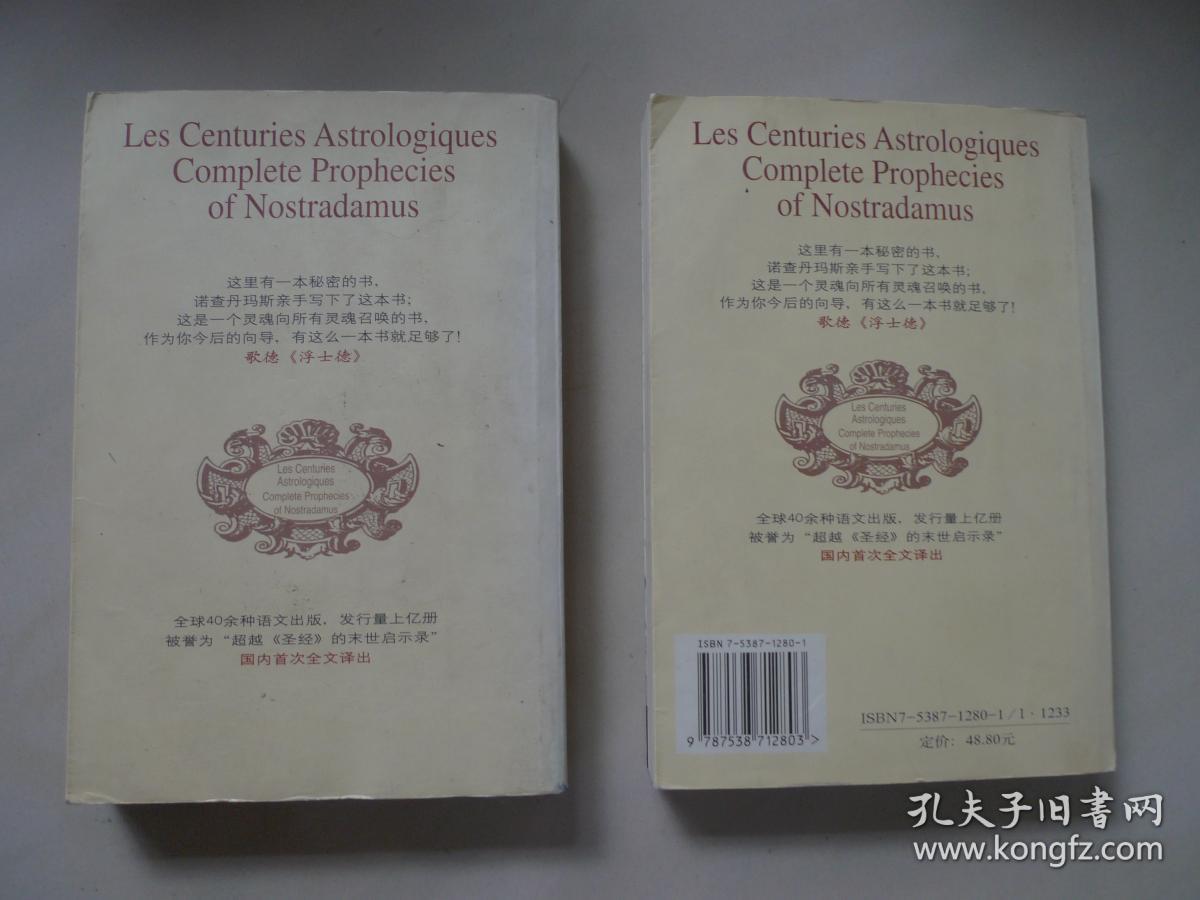 Les Centuries Astrologiques
Complete Prophecies
of Nostradamus
这里有一本秘密的书,
诺查丹玛斯亲手写下了这本书;
这是一个灵魂向所有灵魂召唤的书,
作为你今后的向导, 有这么一本书就足够了!
歌德《浮士德》
Les Centuries
Astrologiques
Complete Prophecies
of Nostradamus
全球40余种语文出版, 发行量上亿册
被誉为“超越《圣经》的末世启示录”
国内首次全文译出
Les Centuries Astrologiques
Complete Prophecies
of Nostradamus
这里有一本秘密的书,
诺查丹玛斯亲手写下了这本书;
这是一个灵魂向所有灵魂召唤的书,
作为你今后的向导, 有这么一本书就足够了!
歌德《浮士德》
Les Centuries
Astrologiques
Complete Prophecies
of Nostradamus
全球40余种语文出版, 发行量上亿册
被誉为“超越《圣经》的末世启示录”
国内首次全文译出
ISBN 7-5387-1280-1
9 787538 712803 >
ISBN7-5387-1280-1/I·1233
定价: 48.80元
孔夫子旧书网
www.kongfz.com